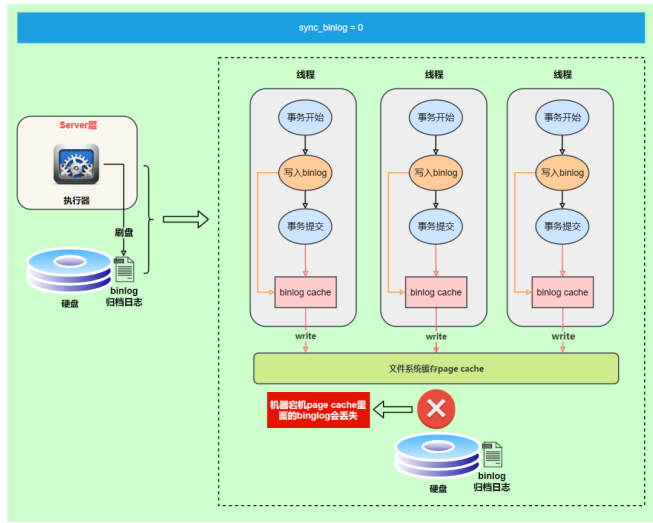 sync_binlog = 0
线程
线程
线程
Server层
执行器
刷盘
硬盘
binlog
归档日志
事务开始
写入binlog
事务提交
binlog cache
write
事务开始
写入binlog
事务提交
binlog cache
write
事务开始
写入binlog
事务提交
binlog cache
write
文件系统缓存page cache
机器宕机page cache里
面的binglog会丢失
硬盘
binlog
归档日志